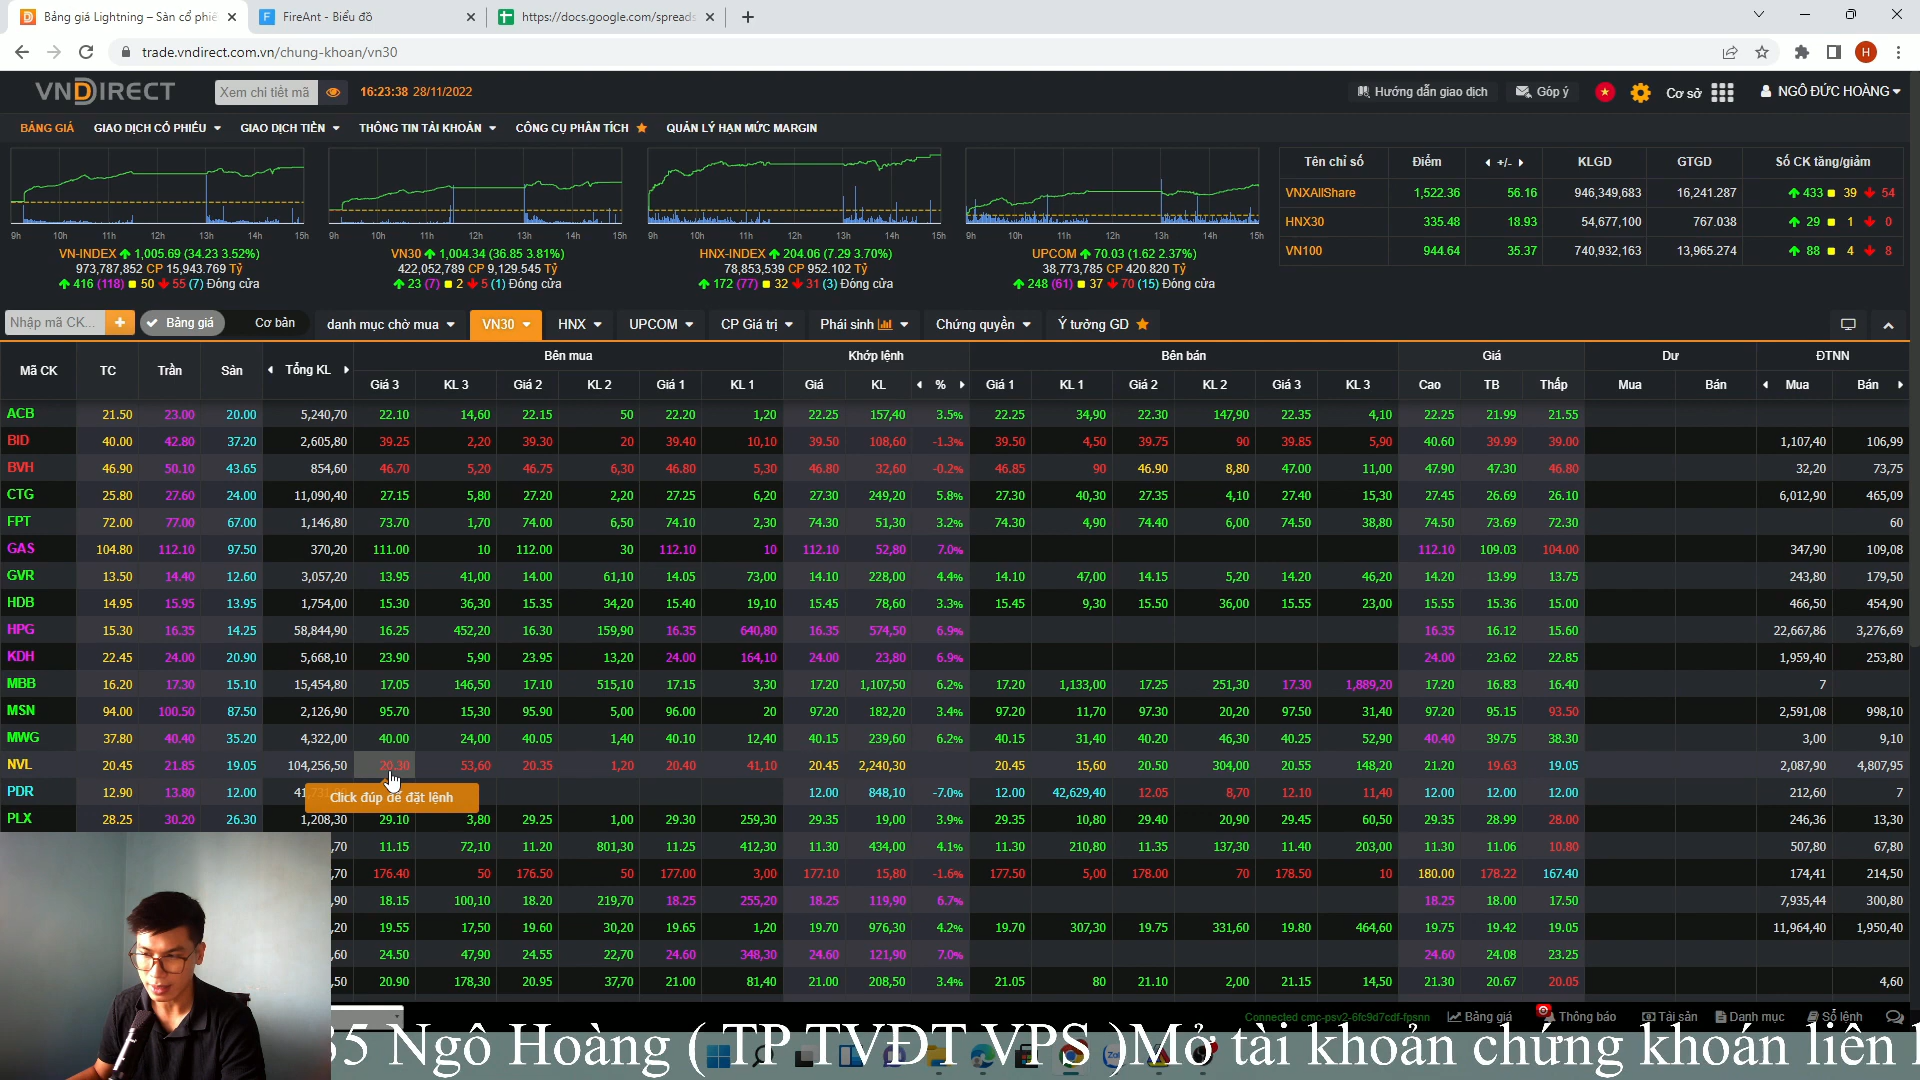 Bảng giá Lightning – Sàn cổ phiế
FireAnt - Biểu đồ
https://docs.google.com/spreads
trade.vndirect.com.vn/chung-khoan/vn30
H
VNDIRECT
Xem chi tiết mã
16:23:38 28/11/2022
Hướng dẫn giao dịch
Góp ý
Cơ sở
NGÔ ĐỨC HOÀNG
BẢNG GIÁ GIAO DỊCH CỔ PHIẾU GIAO DỊCH TIỀN THÔNG TIN TÀI KHOẢN CÔNG CỤ PHÂN TÍCH QUẢN LÝ HẠN MỨC MARGIN
9h 10h 11h 12h 13h 14h 15h
VN-INDEX 1,005.69 (34.23 3.52%)
973,787,852 CP 15,943.769 Tỷ
416 (118) 50 55 (7) Đóng cửa
9h 10h 11h 12h 13h 14h 15h
VN30 1,004.34 (36.85 3.81%)
422,052,789 CP 9,129.545 Tỷ
23 (7) 2 5 (1) Đóng cửa
9h 10h 11h 12h 13h 14h 15h
HNX-INDEX 204.06 (7.29 3.70%)
78,853,539 CP 952.102 Tỷ
172 (77) 32 31 (3) Đóng cửa
9h 10h 11h 12h 13h 14h 15h
UPCOM 70.03 (1.62 2.37%)
38,773,785 CP 420.820 Tỷ
248 (61) 37 70 (15) Đóng cửa
Tên chỉ số Điểm +/- KLGD GTGD Số CK tăng/giảm
VNXAllShare 1,522.36 56.16 946,349,683 16,241.287 433 39 54
HNX30 335.48 18.93 54,677,100 767.038 29 1 0
VN100 944.64 35.37 740,932,163 13,965.274 88 4 8
Nhập mã CK... + Bảng giá Cơ bản danh mục chờ mua VN30 HNX UPCOM CP Giá trị Phái sinh Chứng quyền Ý tưởng GD
Mã CK TC Trần Sàn Tổng KL Bên mua Khớp lệnh Bên bán Giá Dư ĐTNN
Giá 3 KL 3 Giá 2 KL 2 Giá 1 KL 1 Giá KL % Giá 1 KL 1 Giá 2 KL 2 Giá 3 KL 3 Cao TB Thấp Mua Bán Mua Bán
ACB 21.50 23.00 20.00 5,240,70 22.10 14,60 22.15 50 22.20 1,20 22.25 157,40 3.5% 22.25 34,90 22.30 147,90 22.35 4,10 22.25 21.99 21.55
BID 40.00 42.80 37.20 2,605,80 39.25 2,20 39.30 20 39.40 10,10 39.50 108,60 -1.3% 39.50 4,50 39.75 90 39.85 5,90 40.60 39.99 39.00 1,107,40 106,99
BVH 46.90 50.10 43.65 854,60 46.70 5,20 46.75 6,30 46.80 5,30 46.80 32,60 -0.2% 46.85 90 46.90 8,80 47.00 11,00 47.90 47.30 46.80 32,20 73,75
CTG 25.80 27.60 24.00 11,090,40 27.15 5,80 27.20 2,20 27.25 6,20 27.30 249,20 5.8% 27.30 40,30 27.35 4,10 27.40 15,30 27.45 26.69 26.10 6,012,90 465,09
FPT 72.00 77.00 67.00 1,146,80 73.70 1,70 74.00 6,50 74.10 2,30 74.30 51,30 3.2% 74.30 4,90 74.40 6,00 74.50 38,80 74.50 73.69 72.30 60
GAS 104.80 112.10 97.50 370,20 111.00 10 112.00 30 112.10 10 112.10 52,80 7.0% 112.10 109.03 104.00 347,90 109,08
GVR 13.50 14.40 12.60 3,057,20 13.95 41,00 14.00 61,10 14.05 73,00 14.10 228,00 4.4% 14.10 47,00 14.15 5,20 14.20 46,20 14.20 13.99 13.75 243,80 179,50
HDB 14.95 15.95 13.95 1,754,00 15.30 36,30 15.35 34,20 15.40 19,10 15.45 78,60 3.3% 15.45 9,30 15.50 36,00 15.55 23,00 15.55 15.36 15.00 466,50 454,90
HPG 15.30 16.35 14.25 58,844,90 16.25 452,20 16.30 159,90 16.35 640,80 16.35 574,50 6.9% 16.35 16.12 15.60 22,667,86 3,276,69
KDH 22.45 24.00 20.90 5,668,10 23.90 5,90 23.95 13,20 24.00 164,10 24.00 23,80 6.9% 24.00 23.62 22.85 1,959,40 253,80
MBB 16.20 17.30 15.10 15,454,80 17.05 146,50 17.10 515,10 17.15 3,30 17.20 1,107,50 6.2% 17.20 1,133,00 17.25 251,30 17.30 1,889,20 17.20 16.83 16.40 7
MSN 94.00 100.50 87.50 2,126,90 95.70 15,30 95.90 5,00 96.00 20 97.20 182,20 3.4% 97.20 11,70 97.30 20,20 97.50 31,40 97.20 95.15 93.50 2,591,08 998,10
MWG 37.80 40.40 35.20 4,322,00 40.00 24,00 40.05 1,40 40.10 12,40 40.15 239,60 6.2% 40.15 31,40 40.20 46,30 40.25 52,90 40.40 39.75 38.30 3,00 9,10
NVL 20.45 21.85 19.05 104,256,50 20.30 53,60 20.35 1,20 20.40 41,10 20.45 2,240,30 20.45 15,60 20.50 304,00 20.55 148,20 21.20 19.63 19.05 2,087,90 4,807,95
PDR 12.90 13.80 12.00 12.00 848,10 -7.0% 12.00 42,629,40 12.05 8,70 12.10 11,40 12.00 12.00 12.00 212,60 7
Click đúp để đặt lệnh
PLX 28.25 30.20 26.30 1,208,30 29.10 3,80 29.25 1,00 29.30 259,30 29.35 19,00 3.9% 29.35 10,80 29.40 20,90 29.45 60,50 29.35 28.99 28.00 246,36 13,30
,70 11.15 72,10 11.20 801,30 11.25 412,30 11.30 434,00 4.1% 11.30 210,80 11.35 137,30 11.40 203,00 11.30 11.06 10.80 507,80 67,80
,70 176.40 50 176.50 50 177.00 3,00 177.10 15,80 -1.6% 177.50 5,00 178.00 70 178.50 10 180.00 178.22 167.40 174,41 214,50
,90 18.15 100,10 18.20 219,70 18.25 255,20 18.25 119,90 6.7% 18.25 18.00 17.50 7,935,44 300,80
,20 19.55 17,50 19.60 30,20 19.65 1,20 19.70 976,30 4.2% 19.70 307,30 19.75 331,60 19.80 464,60 19.75 19.42 19.05 11,964,40 1,950,40
,60 24.50 47,90 24.55 22,70 24.60 348,30 24.60 121,90 7.0% 24.60 24.08 23.25
,50 20.90 178,30 20.95 37,70 21.00 81,40 21.00 208,50 3.4% 21.05 80 21.10 2,00 21.15 14,50 21.30 20.67 20.05 4,60
Connected cmc-psv2-6fc9d7cdf-fpsnn Bảng giá Thông báo Tài sản Danh mục Sổ lệnh
35 Ngô Hoàng ( TP TVĐT VPS )Mở tài khoản chứng khoán liên